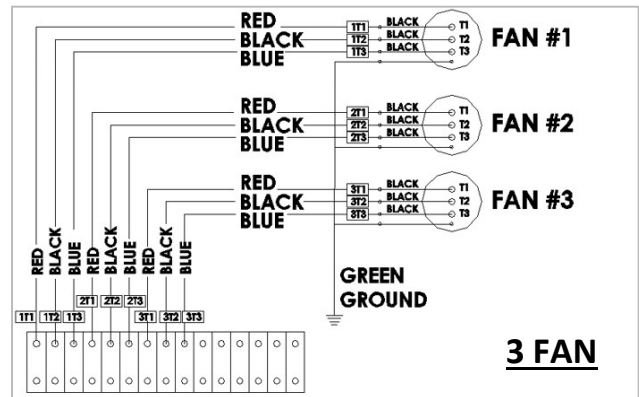 RED 1T1 BLACK T1
BLACK 1T2 BLACK T2 FAN #1
BLUE 1T3 BLACK T3
RED 2T1 BLACK T1
BLACK 2T2 BLACK T2 FAN #2
BLUE 2T3 BLACK T3
RED 3T1 BLACK T1
BLACK 3T2 BLACK T2 FAN #3
BLUE 3T3 BLACK T3
RED BLACK BLUE RED BLACK BLUE RED BLACK BLUE
GREEN
GROUND
2T1 2T2 2T3
1T1 1T2 1T3 3T1 3T2 3T3
3 FAN